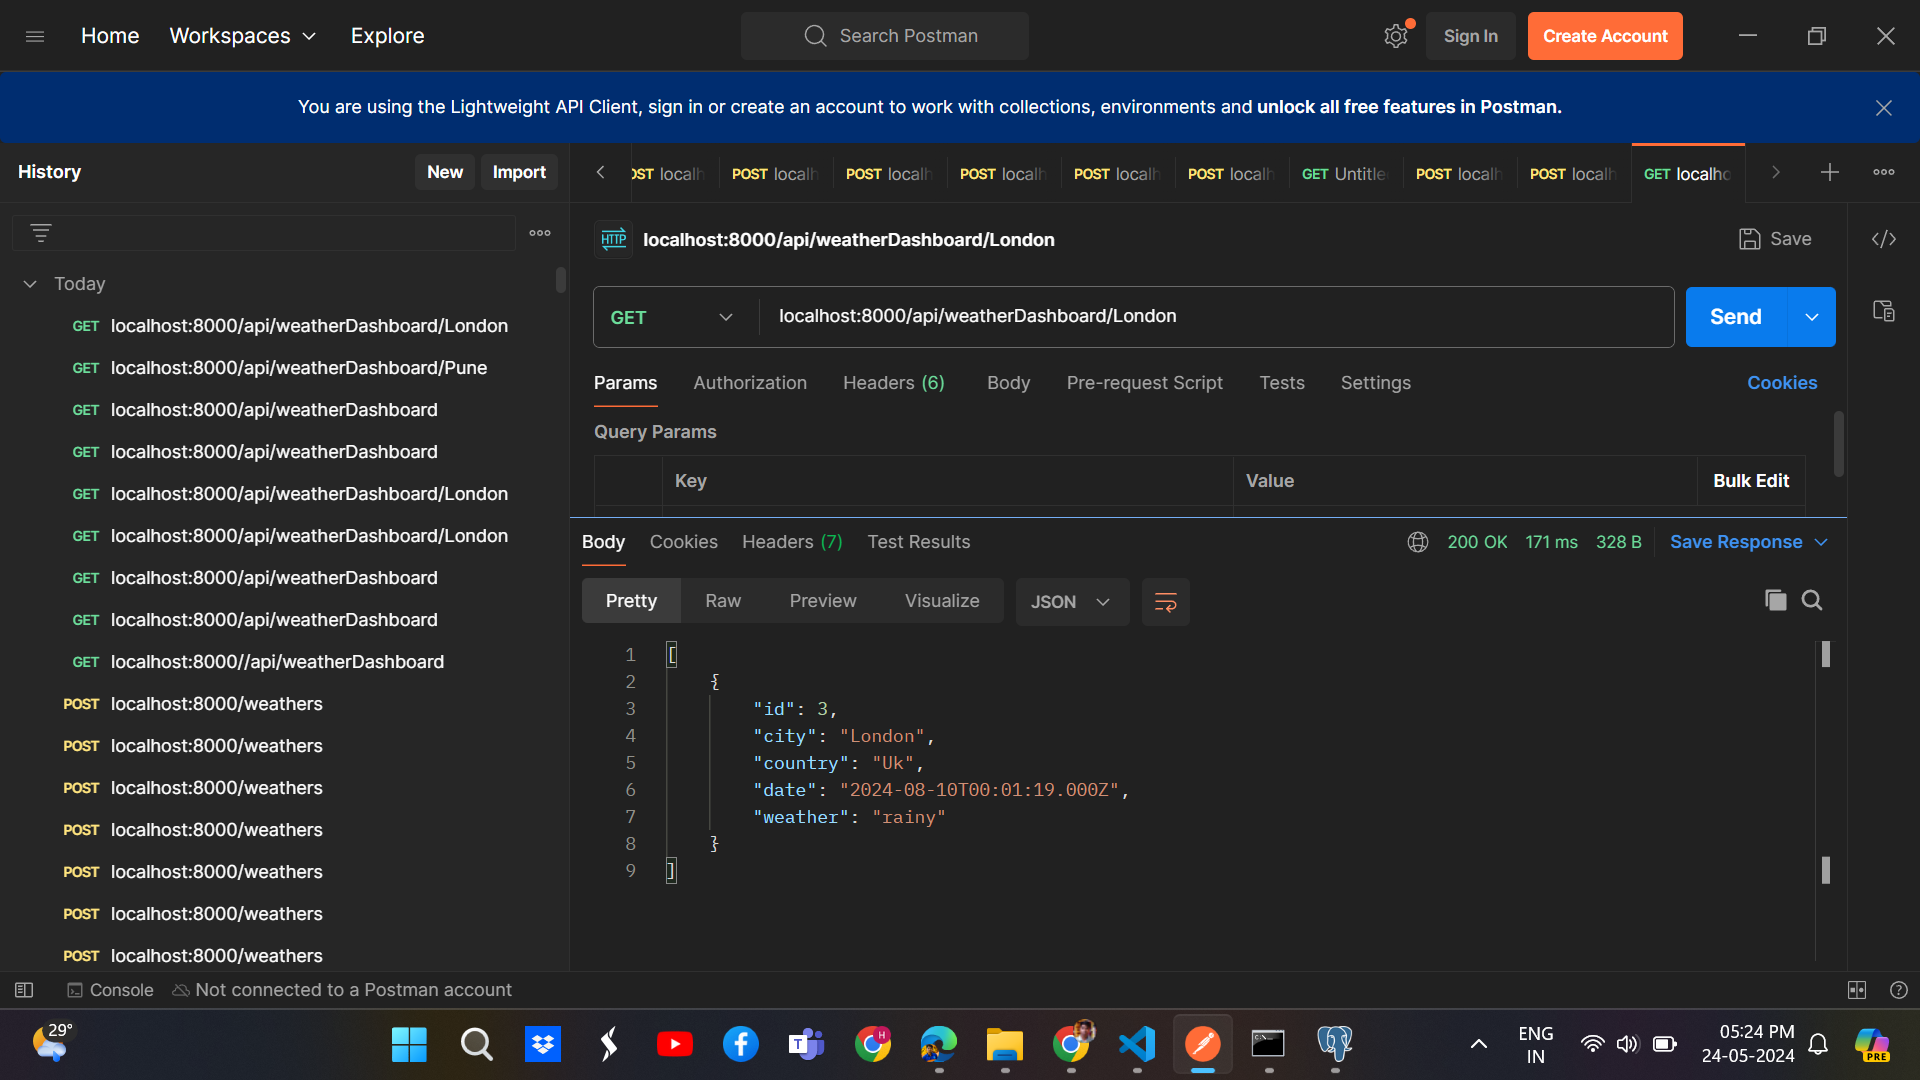 Home Workspaces Explore Search Postman Sign In Create Account
You are using the Lightweight API Client, sign in or create an account to work with collections, environments and unlock all free features in Postman.
History New Import
OST localh POST localh POST localh POST localh POST localh POST localh GET Untitle POST localh POST localh GET localho
Today
GET localhost:8000/api/weatherDashboard/London
GET localhost:8000/api/weatherDashboard/Pune
GET localhost:8000/api/weatherDashboard
GET localhost:8000/api/weatherDashboard
GET localhost:8000/api/weatherDashboard/London
GET localhost:8000/api/weatherDashboard/London
GET localhost:8000/api/weatherDashboard
GET localhost:8000/api/weatherDashboard
GET localhost:8000//api/weatherDashboard
POST localhost:8000/weathers
POST localhost:8000/weathers
POST localhost:8000/weathers
POST localhost:8000/weathers
POST localhost:8000/weathers
POST localhost:8000/weathers
POST localhost:8000/weathers
HTTP localhost:8000/api/weatherDashboard/London Save
GET localhost:8000/api/weatherDashboard/London Send
Params Authorization Headers (6) Body Pre-request Script Tests Settings Cookies
Query Params
Key Value Bulk Edit
Body Cookies Headers (7) Test Results 200 OK 171 ms 328 B Save Response
Pretty Raw Preview Visualize JSON
1 [
2 {
3 "id": 3,
4 "city": "London",
5 "country": "Uk",
6 "date": "2024-08-10T00:01:19.000Z",
7 "weather": "rainy"
8 }
9 ]
Console Not connected to a Postman account
29°
ENG
IN
05:24 PM
24-05-2024
PRE